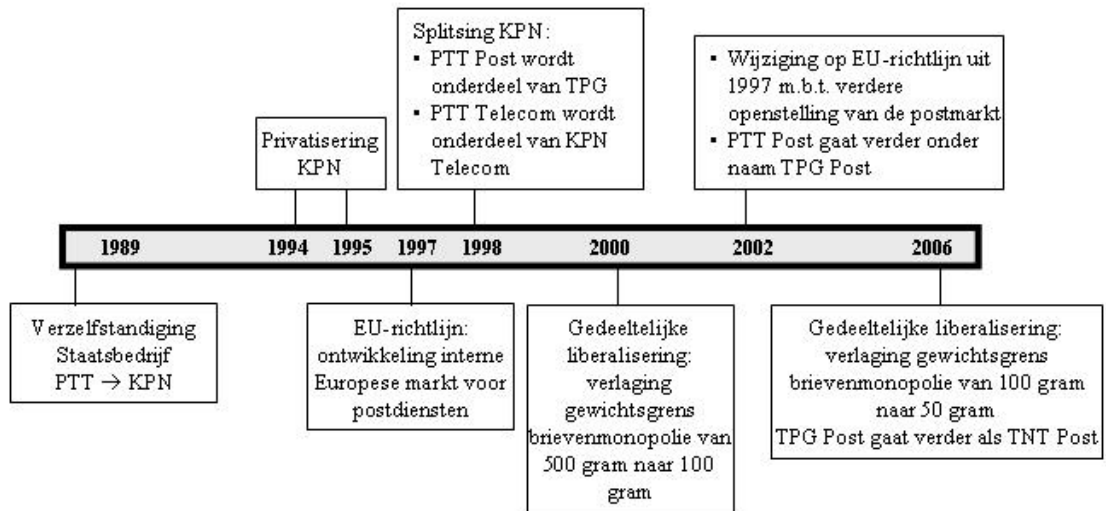 Splitsing KPN:
▪ PTT Post wordt
onderdeel van TPG
▪ PTT Telecom wordt
onderdeel van KPN
Telecom
▪ Wijziging op EU-richtlijn uit
1997 m.b.t. verdere
openstelling van de postmarkt
▪ PTT Post gaat verder onder
naam TPG Post
Privatisering
KPN
1989 1994 1995 1997 1998 2000 2002 2006
Verzelfstandiging
Staatsbedrijf
PTT → KPN
EU-richtlijn:
ontwikkeling interne
Europese markt voor
postdiensten
Gedeeltelijke
liberalisering:
verlaging
gewichtsgrens
brievenmonopolie van
500 gram naar 100
gram
Gedeeltelijke liberalisering:
verlaging gewichtsgrens
brievenmonopolie van 100 gram
naar 50 gram
TPG Post gaat verder als TNT Post